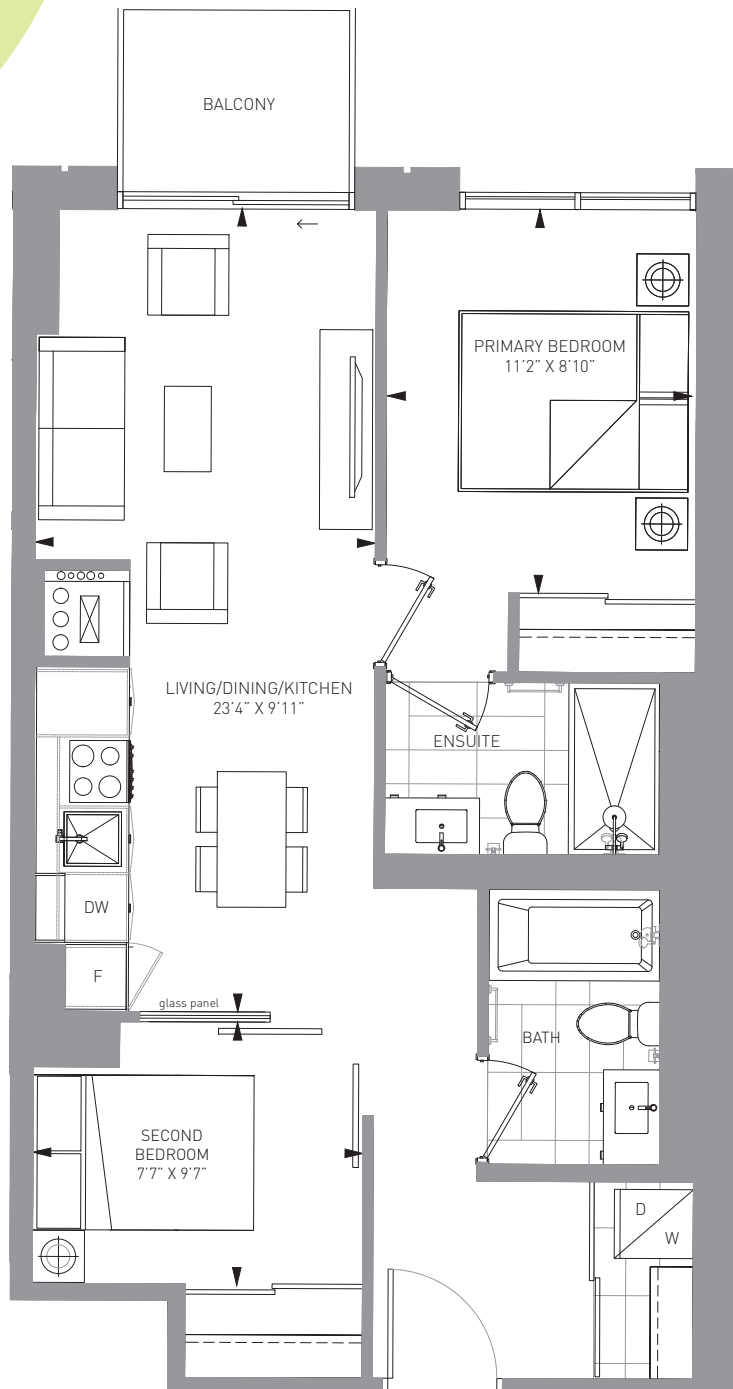 BALCONY
PRIMARY BEDROOM
11'2" X 8'10"
LIVING/DINING/KITCHEN
23'4" X 9'11"
ENSUITE
DW
F
glass panel
BATH
SECOND
BEDROOM
7'7" X 9'7"
D
W